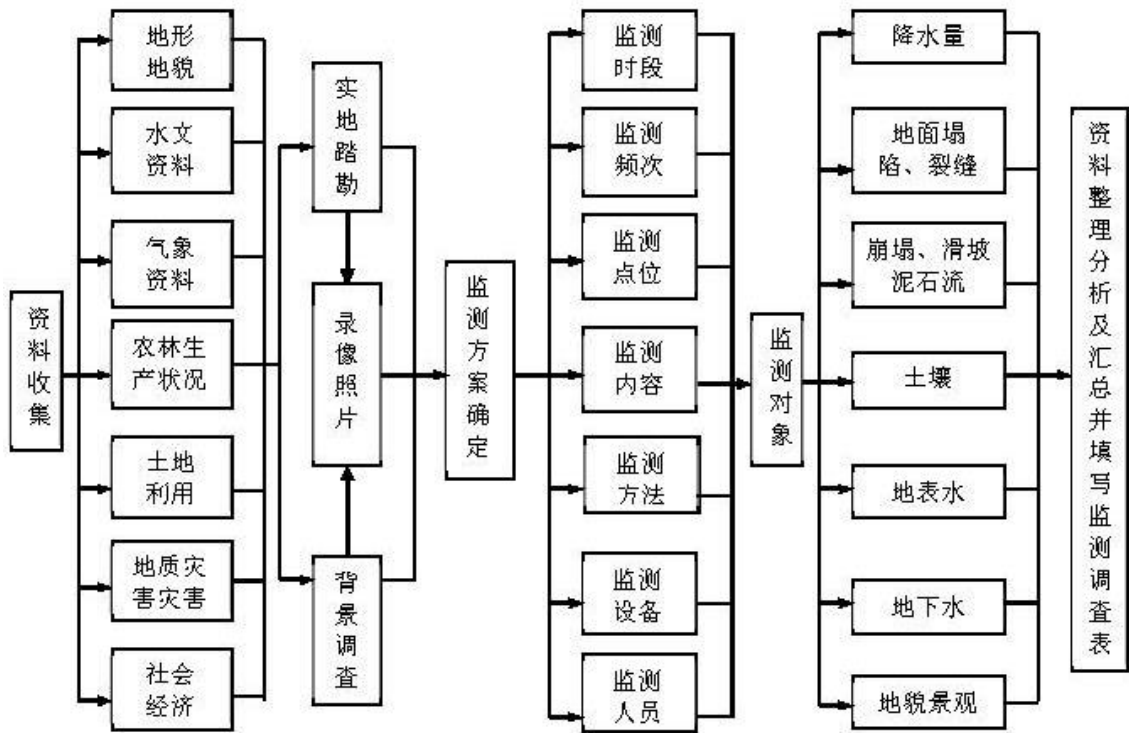 资料收集
地形
地貌
水文
资料
气象
资料
农林生
产状况
土地
利用
地质灾
害灾害
社会
经济
实地踏勘
录像照片
背景调查
监测方案确定
监测
时段
监测
频次
监测
点位
监测
内容
监测
方法
监测
设备
监测
人员
监测对象
降水量
地面塌
陷、裂缝
崩塌、滑坡
泥石流
土壤
地表水
地下水
地貌景观
资料整理分析及汇总并填写监测调查表